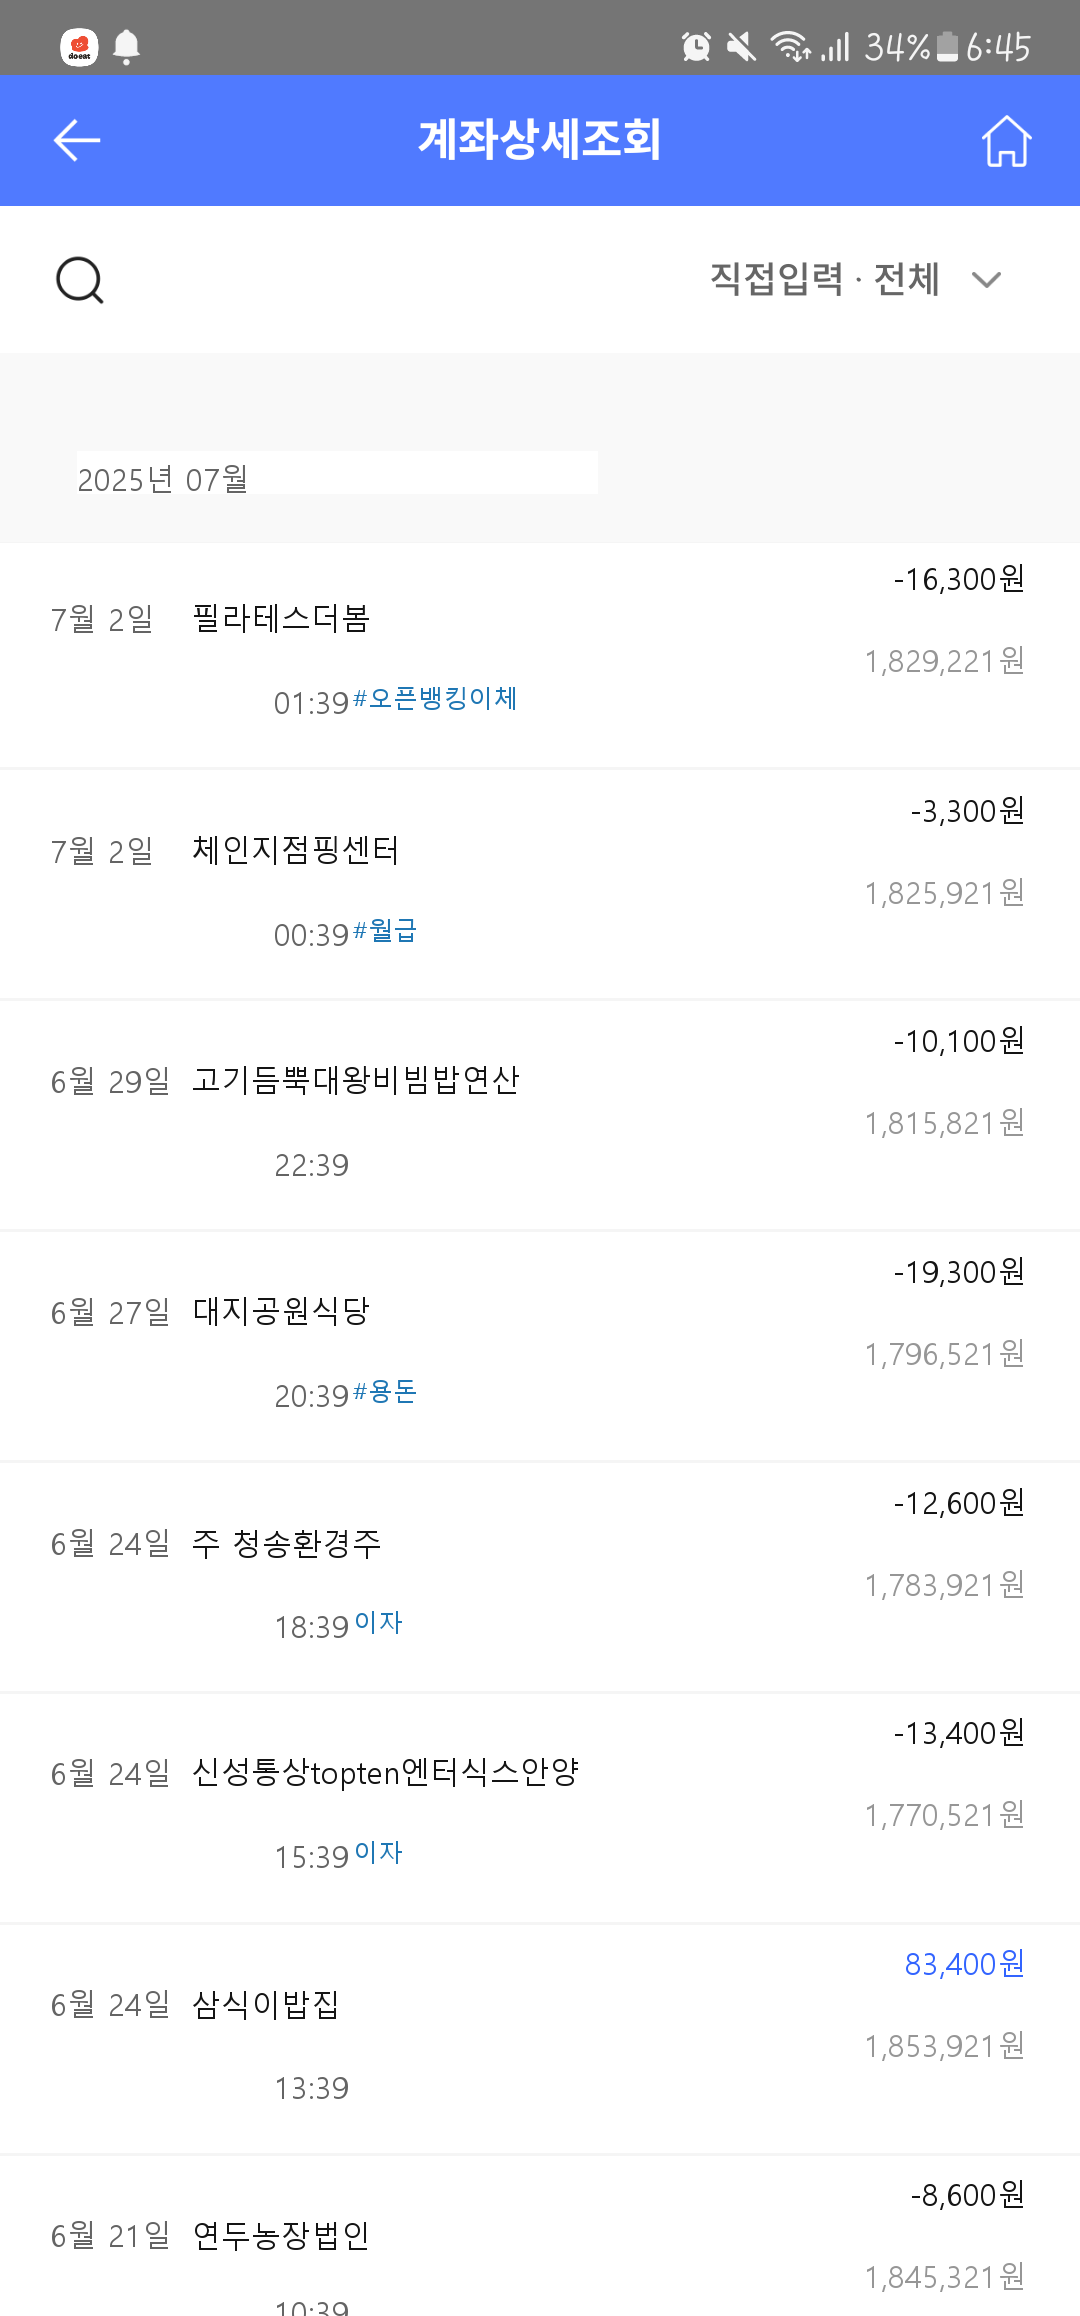 doeat
34% 6:45
계좌상세조회
직접입력 · 전체
2025년 07월
-16,300원
7월 2일 필라테스더봄
1,829,221원
01:39 #오픈뱅킹이체
-3,300원
7월 2일 체인지점핑센터
1,825,921원
00:39 #월급
-10,100원
6월 29일 고기듬뿍대왕비빔밥연산
1,815,821원
22:39
-19,300원
6월 27일 대지공원식당
1,796,521원
20:39 #용돈
-12,600원
6월 24일 주 청송환경주
1,783,921원
18:39 이자
-13,400원
6월 24일 신성통상topten엔터식스안양
1,770,521원
15:39 이자
83,400원
6월 24일 삼식이밥집
1,853,921원
13:39
-8,600원
6월 21일 연두농장법인
1,845,321원
10:39